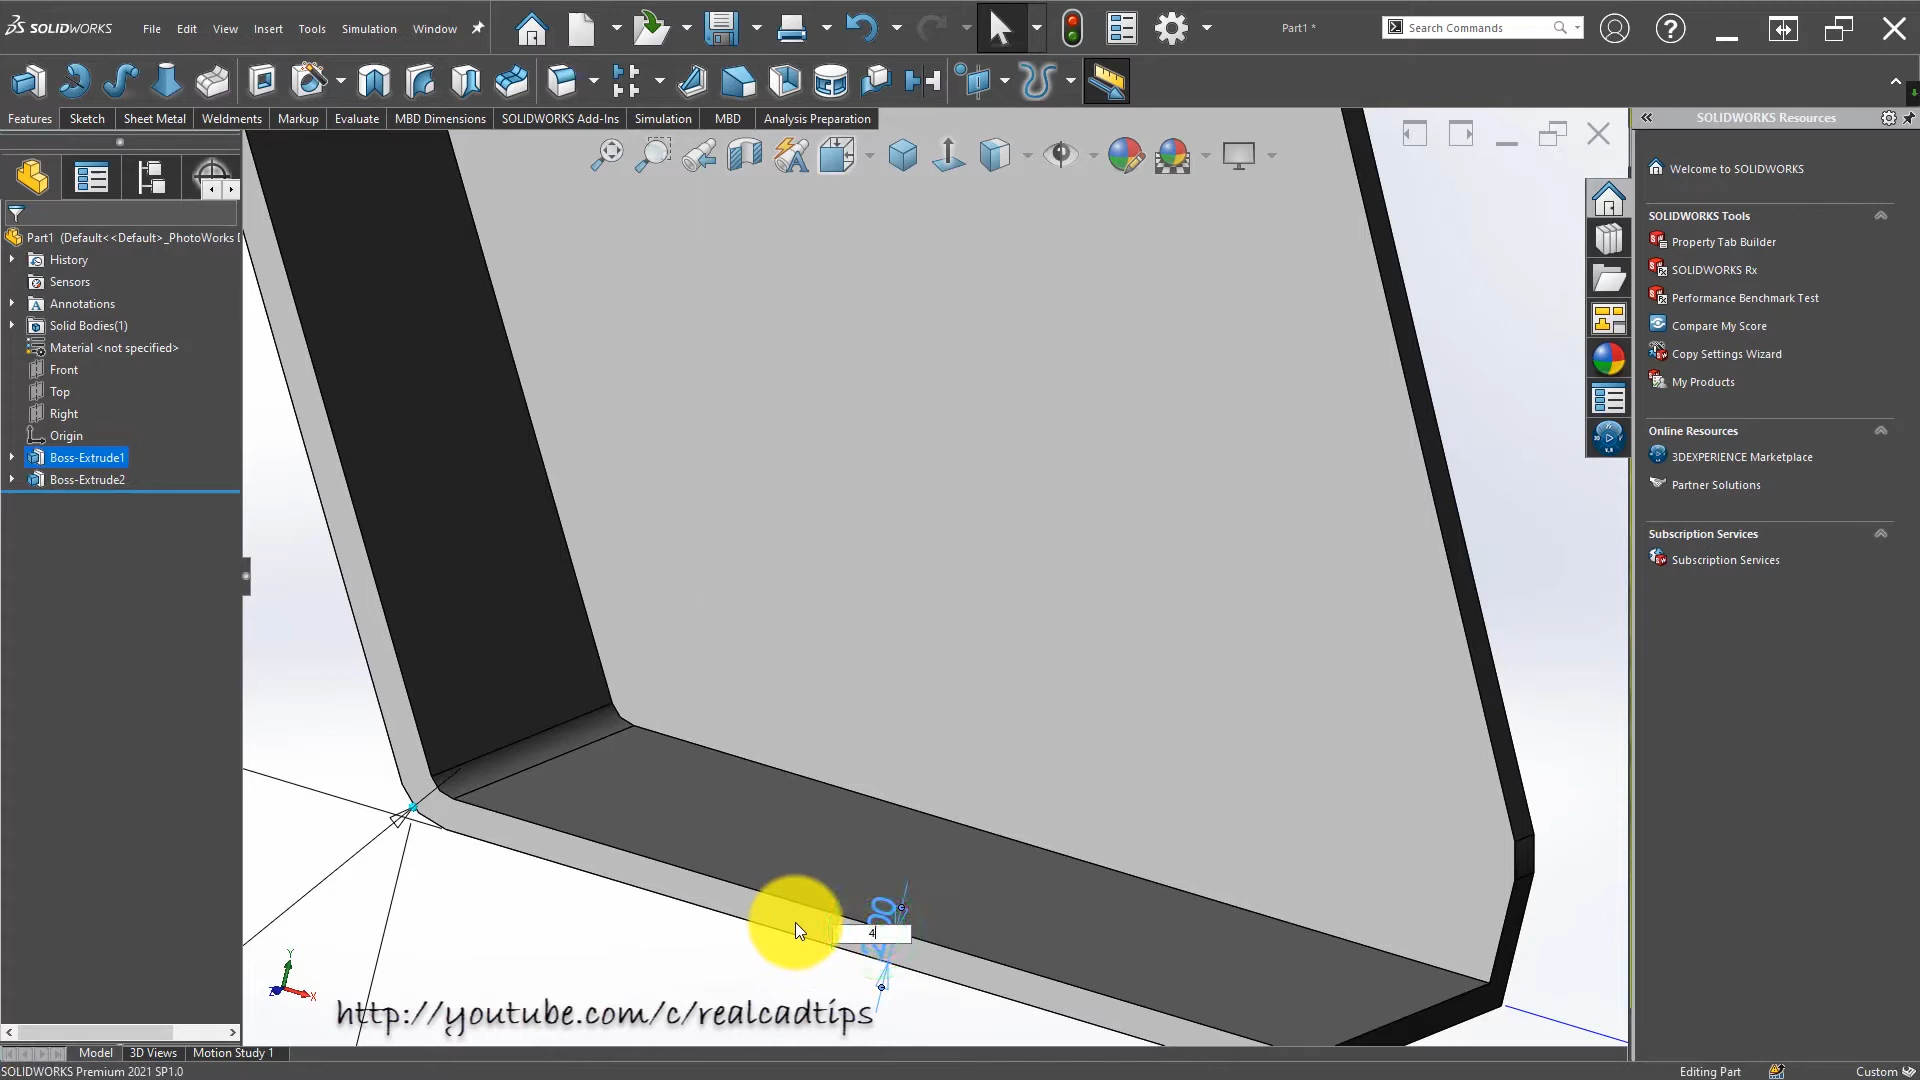 SOLIDWORKS
File
Edit
View
Insert
Tools
Simulation
Window
Part1 *
Search Commands
Features
Sketch
Sheet Metal
Weldments
Markup
Evaluate
MBD Dimensions
SOLIDWORKS Add-Ins
Simulation
MBD
Analysis Preparation
SOLIDWORKS Resources
Part1 (Default<<Default>_PhotoWorks
History
Sensors
Annotations
Solid Bodies(1)
Material <not specified>
Front
Top
Right
Origin
Boss-Extrude1
Boss-Extrude2
Welcome to SOLIDWORKS
SOLIDWORKS Tools
Property Tab Builder
SOLIDWORKS Rx
Performance Benchmark Test
Compare My Score
Copy Settings Wizard
My Products
Online Resources
3DEXPERIENCE Marketplace
Partner Solutions
Subscription Services
Subscription Services
4
Y
X
Z
http://youtube.com/c/realcadtips
Model
3D Views
Motion Study 1
SOLIDWORKS Premium 2021 SP1.0
Editing Part
Custom